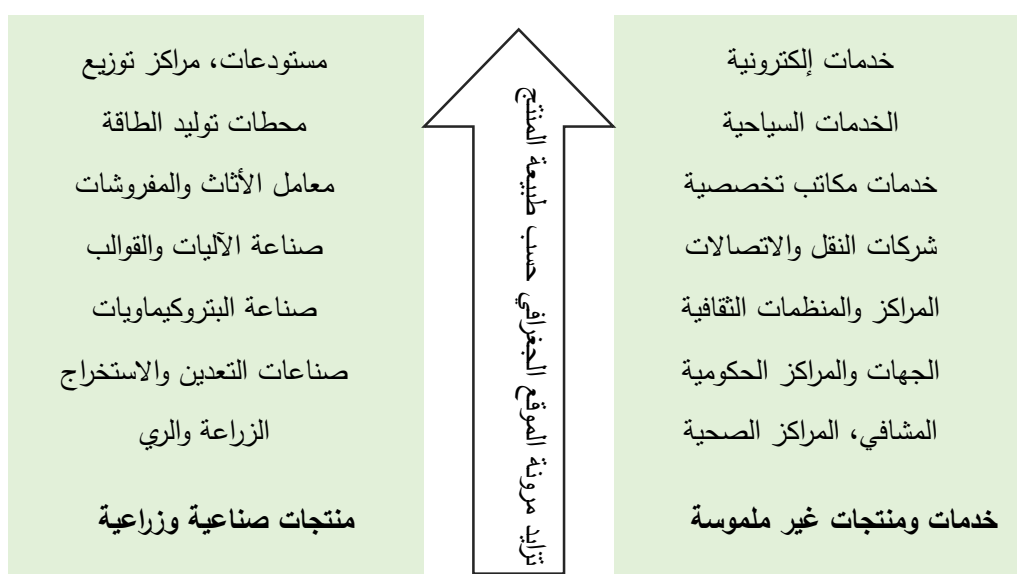 خدمات إلكترونية
الخدمات السياحية
خدمات مكاتب تخصصية
شركات النقل والاتصالات
المراكز والمنظمات الثقافية
الجهات والمراكز الحكومية
المشافي، المراكز الصحية
خدمات ومنتجات غير ملموسة
تزايد مرونة الموقع الجغرافي حسب طبيعة المنتج
مستودعات، مراكز توزيع
محطات توليد الطاقة
معامل الأثاث والمفروشات
صناعة الآليات والقوالب
صناعة البتروكيماويات
صناعات التعدين والاستخراج
الزراعة والري
منتجات صناعية وزراعية